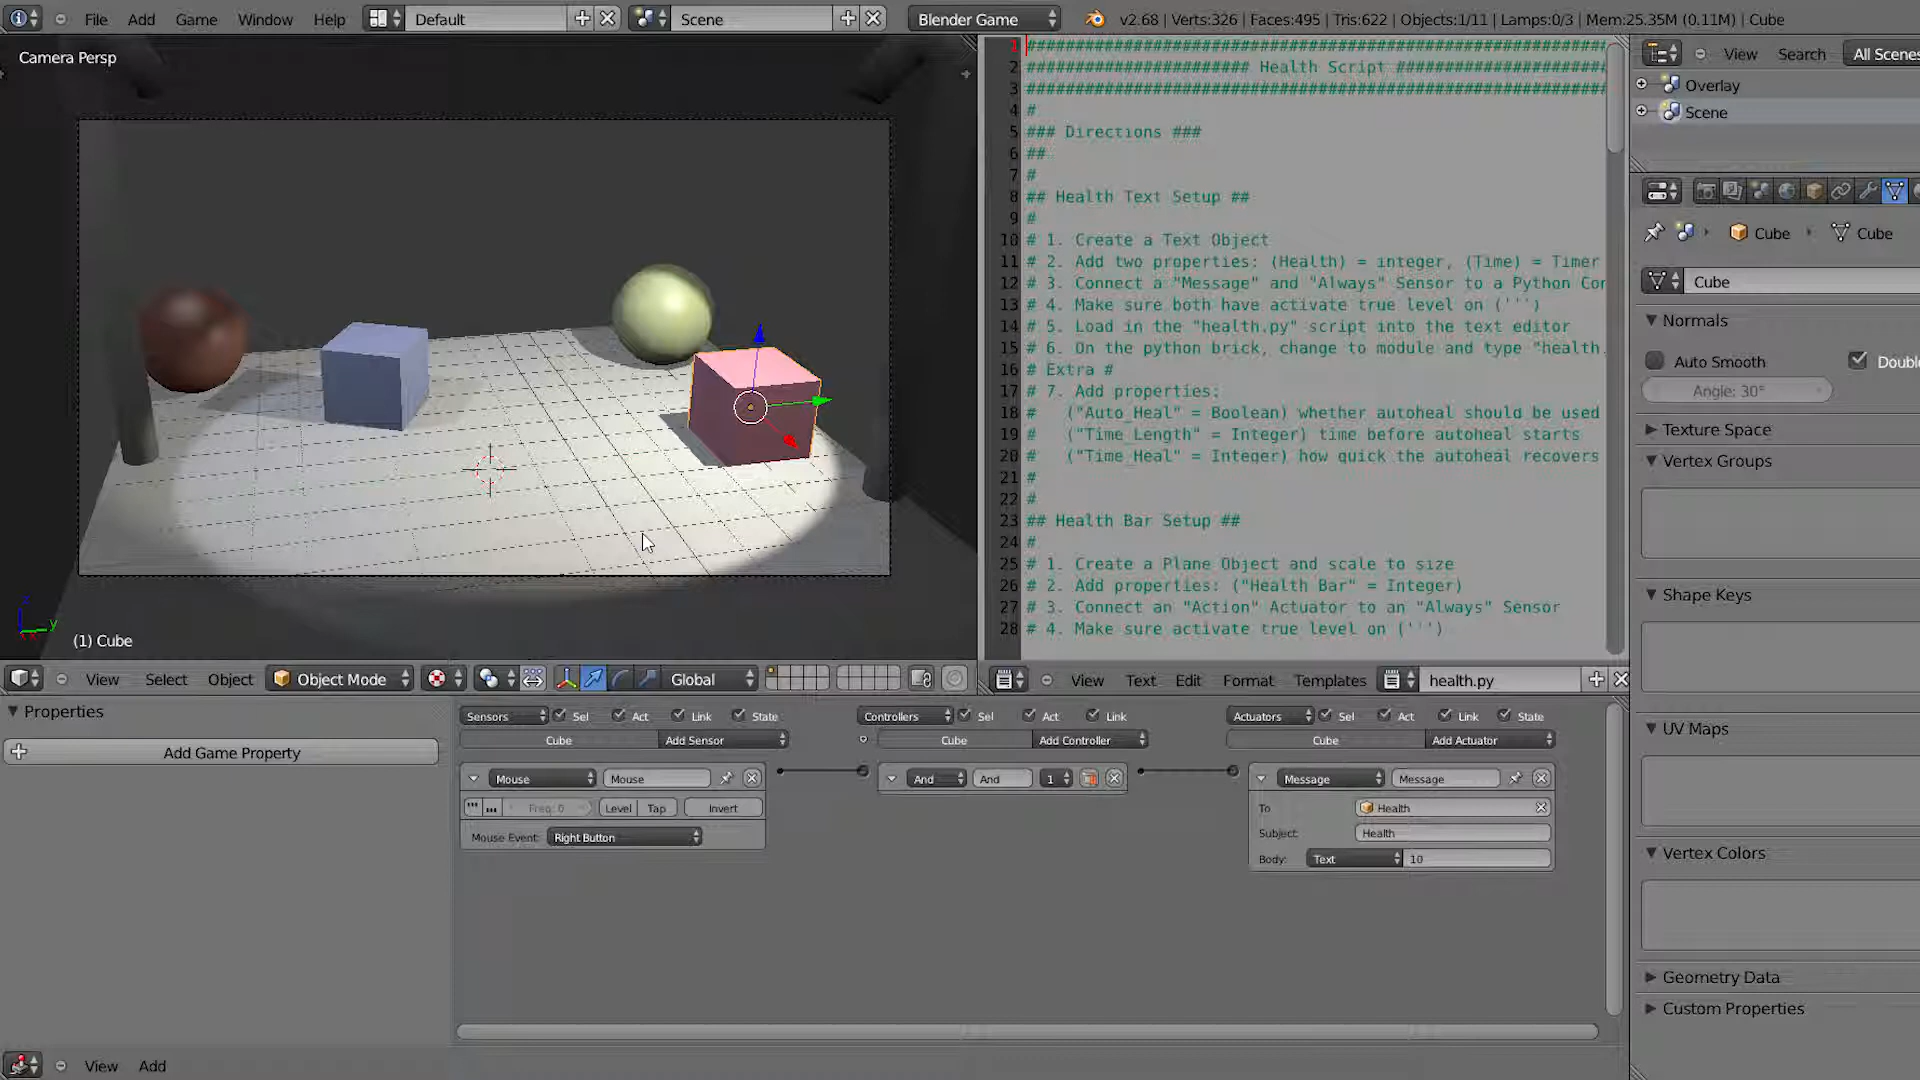 File Add Game Window Help Default Scene Blender Game v2.68 | Verts:326 | Faces:495 | Tris:622 | Objects:1/11 | Lamps:0/3 | Mem:25.35M (0.11M) | Cube
Camera Persp
(1) Cube
View Select Object Object Mode Global
1 ############################################################
2 ####################### Health Script ######################
3 ############################################################
4 #
5 ### Directions ###
6 ##
7 #
8 ## Health Text Setup ##
9 #
10 # 1. Create a Text Object
11 # 2. Add two properties: (Health) = integer, (Time) = Timer
12 # 3. Connect a "Message" and "Always" Sensor to a Python Con
13 # 4. Make sure both have activate true level on (''')
14 # 5. Load in the "health.py" script into the text editor
15 # 6. On the python brick, change to module and type "health.
16 # Extra #
17 # 7. Add properties:
18 #   ("Auto_Heal" = Boolean) whether autoheal should be used
19 #   ("Time_Length" = Integer) time before autoheal starts
20 #   ("Time_Heal" = Integer) how quick the autoheal recovers
21 #
22 #
23 ## Health Bar Setup ##
24 #
25 # 1. Create a Plane Object and scale to size
26 # 2. Add properties: ("Health Bar" = Integer)
27 # 3. Connect an "Action" Actuator to an "Always" Sensor
28 # 4. Make sure activate true level on (''')
View Text Edit Format Templates health.py
View Search All Scenes
Overlay
Scene
Cube Cube
Cube
Normals
Auto Smooth Double
Angle: 30°
Texture Space
Vertex Groups
Shape Keys
UV Maps
Vertex Colors
Geometry Data
Custom Properties
Properties
Add Game Property
Sensors Sel Act Link State Controllers Sel Act Link Actuators Sel Act Link State
Cube Add Sensor Cube Add Controller Cube Add Actuator
Mouse Mouse And And 1 Message Message
Freq: 0 Level Tap Invert To Health
Mouse Event: Right Button Subject: Health
Body: Text 10
View Add